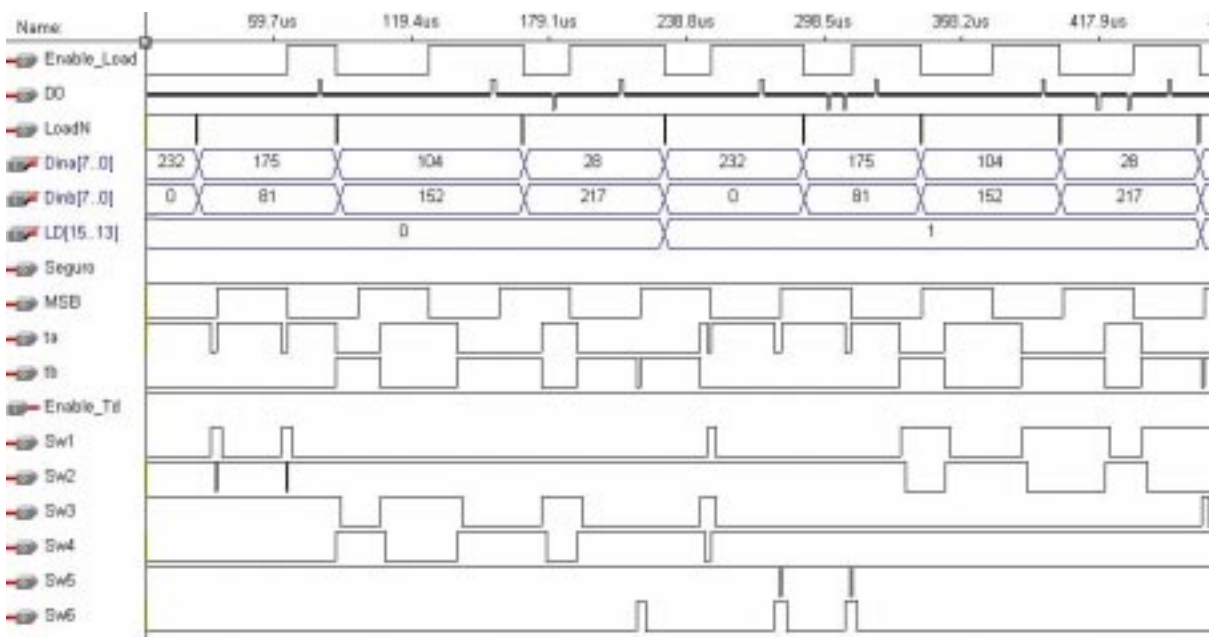 Name: 59.7us 119.4us 179.1us 238.8us 298.5us 358.2us 417.9us
Enable_Load
DO
LoadN
Dina[7..0] 232 175 104 28 232 175 104 28
Dinb[7..0] 0 81 152 217 0 81 152 217
LD[15..13] 0 1
Seguro
MSB
ta
tb
Enable_Td
Sw1
Sw2
Sw3
Sw4
Sw5
Sw6